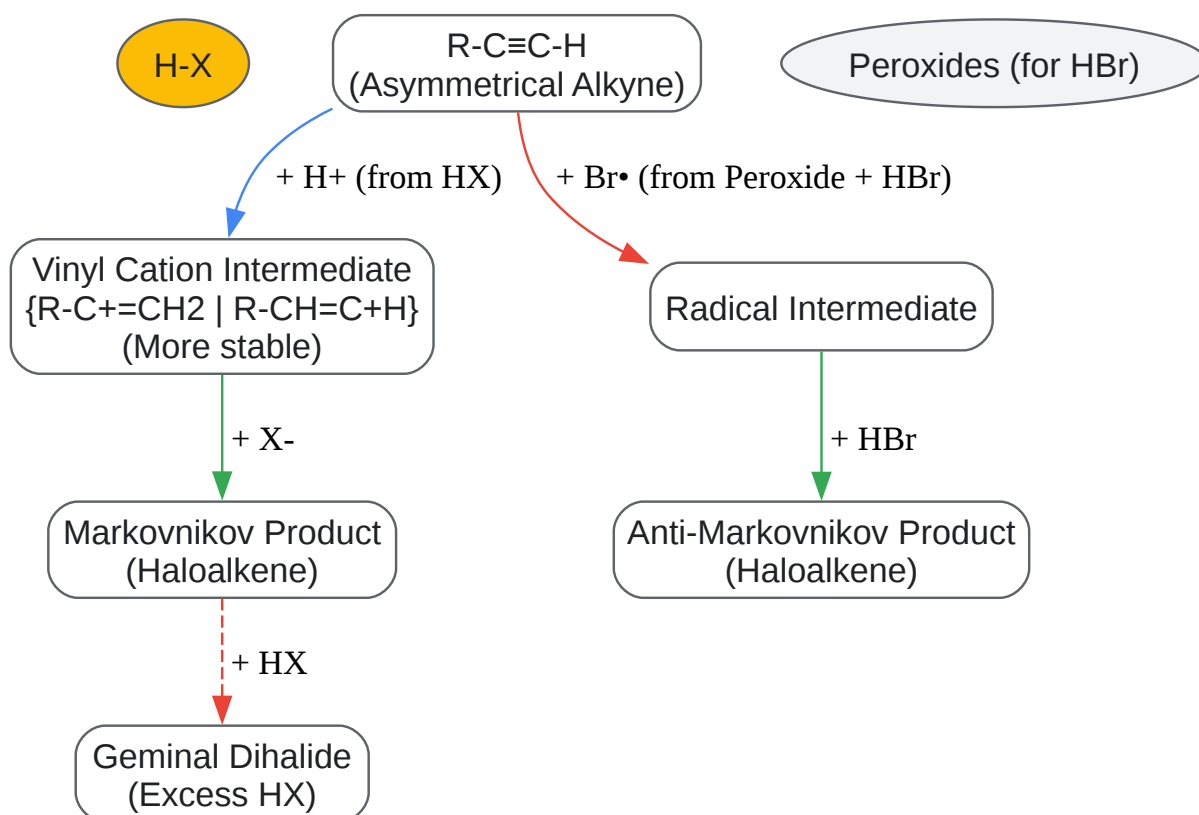 H-X
R-C≡C-H
(Asymmetrical Alkyne)
Peroxides (for HBr)
+ H+ (from HX)
+ Br• (from Peroxide + HBr)
Vinyl Cation Intermediate
{R-C+=CH2 | R-CH=C+H}
(More stable)
Radical Intermediate
+ X-
+ HBr
Markovnikov Product
(Haloalkene)
Anti-Markovnikov Product
(Haloalkene)
+ HX
Geminal Dihalide
(Excess HX)